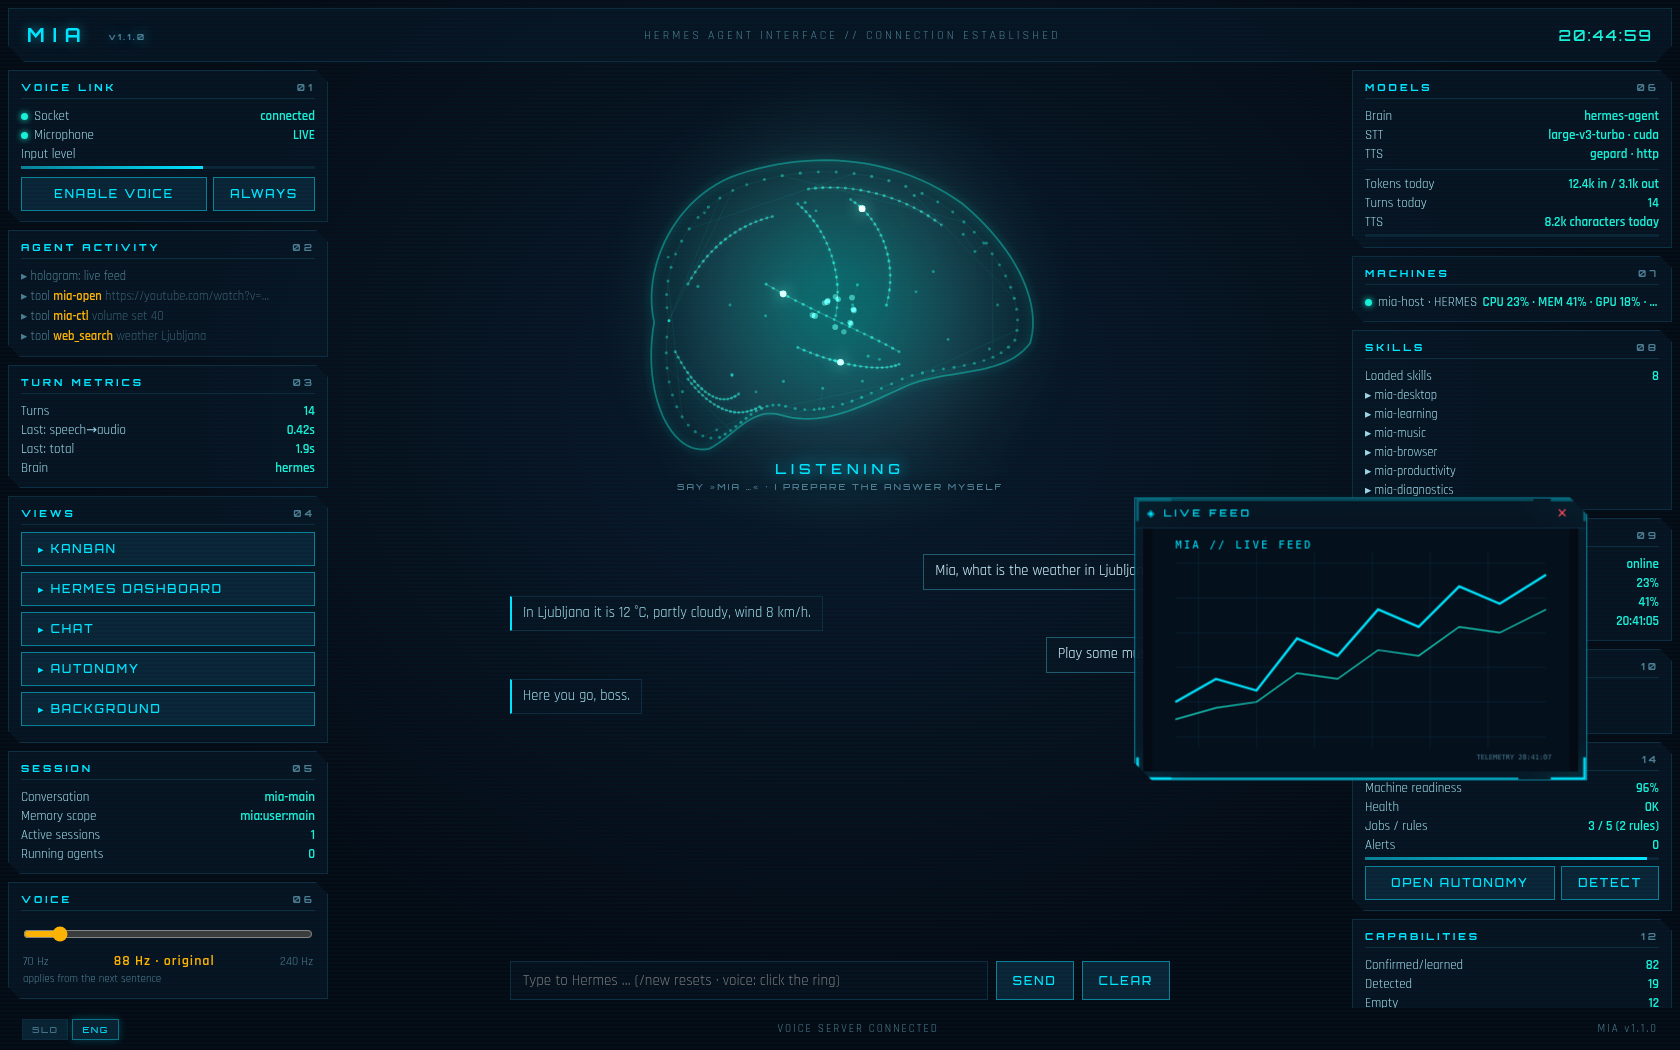 MIA v1.1.0
HERMES AGENT INTERFACE // CONNECTION ESTABLISHED
20:44:59
VOICE LINK 01
Socket connected
Microphone LIVE
Input level
ENABLE VOICE ALWAYS
AGENT ACTIVITY 02
▸ hologram: live feed
▸ tool mia-open https://youtube.com/watch?v=…
▸ tool mia-ctl volume set 40
▸ tool web_search weather Ljubljana
TURN METRICS 03
Turns 14
Last: speech→audio 0.42s
Last: total 1.9s
Brain hermes
VIEWS 04
▸ KANBAN
▸ HERMES DASHBOARD
▸ CHAT
▸ AUTONOMY
▸ BACKGROUND
SESSION 05
Conversation mia-main
Memory scope mia:user:main
Active sessions 1
Running agents 0
VOICE 06
70 Hz 88 Hz · original 240 Hz
applies from the next sentence
SLO ENG
LISTENING
SAY »MIA …« · I PREPARE THE ANSWER MYSELF
Mia, what is the weather in Ljublja
In Ljubljana it is 12 °C, partly cloudy, wind 8 km/h.
Play some m
Here you go, boss.
Type to Hermes … (/new resets · voice: click the ring)
SEND CLEAR
VOICE SERVER CONNECTED
◈ LIVE FEED ✕
MIA // LIVE FEED
TELEMETRY 20:41:07
MODELS 06
Brain hermes-agent
STT large-v3-turbo · cuda
TTS gepard · http
Tokens today 12.4k in / 3.1k out
Turns today 14
TTS 8.2k characters today
MACHINES 07
mia-host · HERMES CPU 23% · MEM 41% · GPU 18% · …
SKILLS 08
Loaded skills 8
▸ mia-desktop
▸ mia-learning
▸ mia-music
▸ mia-browser
▸ mia-productivity
▸ mia-diagnostics
09
online
23%
41%
20:41:05
10
14
Machine readiness 96%
Health OK
Jobs / rules 3 / 5 (2 rules)
Alerts 0
OPEN AUTONOMY DETECT
CAPABILITIES 12
Confirmed/learned 82
Detected 19
Empty 12
MIA v1.1.0